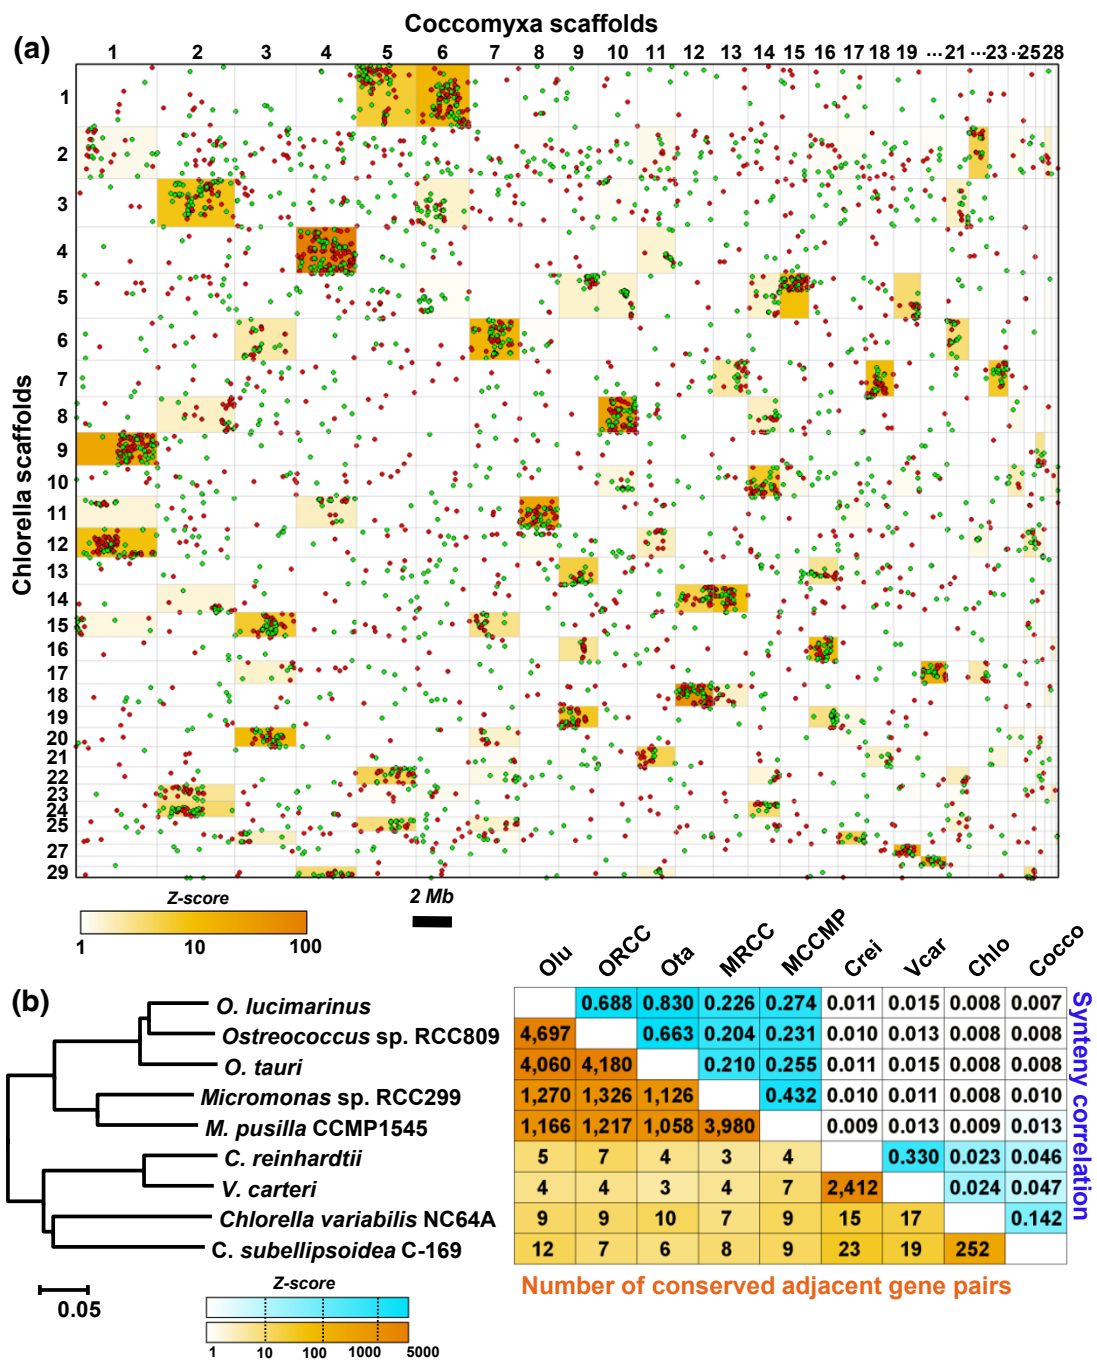 Coccomyxa scaffolds
(a)
1 2 3 4 5 6 7 8 9 10 11 12 13 14 15 16 17 18 19 ... 21 ... 23 .. 25 28
Chlorella scaffolds
1
2
3
4
5
6
7
8
9
10
11
12
13
14
15
16
17
18
19
20
21
22
23
24
25
27
29
Z-score
1 10 100
2 Mb
Olu ORCC Ota MRCC MCCMP Crei Vcar Chlo Cocco
(b)
O. lucimarinus 0.688 0.830 0.226 0.274 0.011 0.015 0.008 0.007
Ostreococcus sp. RCC809 4,697 0.663 0.204 0.231 0.010 0.013 0.008 0.008
O. tauri 4,060 4,180 0.210 0.255 0.011 0.015 0.008 0.008
Micromonas sp. RCC299 1,270 1,326 1,126 0.432 0.010 0.011 0.008 0.010
M. pusilla CCMP1545 1,166 1,217 1,058 3,980 0.009 0.013 0.009 0.013
C. reinhardtii 5 7 4 3 4 0.330 0.023 0.046
V. carteri 4 4 3 4 7 2,412 0.024 0.047
Chlorella variabilis NC64A 9 9 10 7 9 15 17 0.142
C. subellipsoidea C-169 12 7 6 8 9 23 19 252
Synteny correlation
Number of conserved adjacent gene pairs
0.05
Z-score
1 10 100 1000 5000